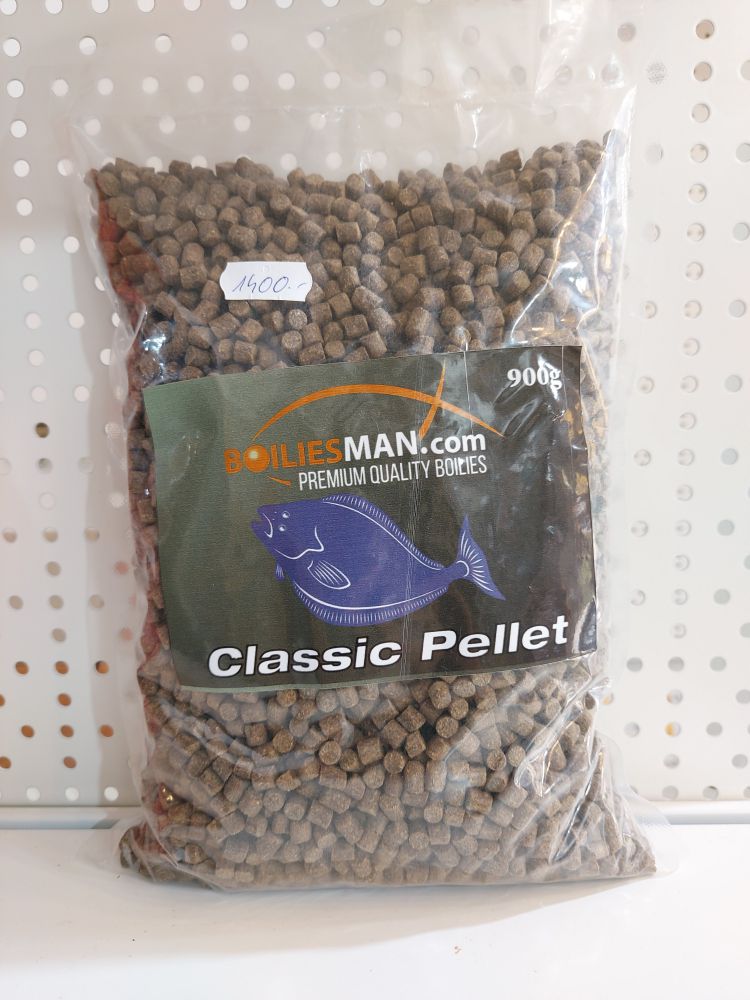 1400.-
900g
BOILIESMAN.com
PREMIUM QUALITY BOILIES
Classic Pellet